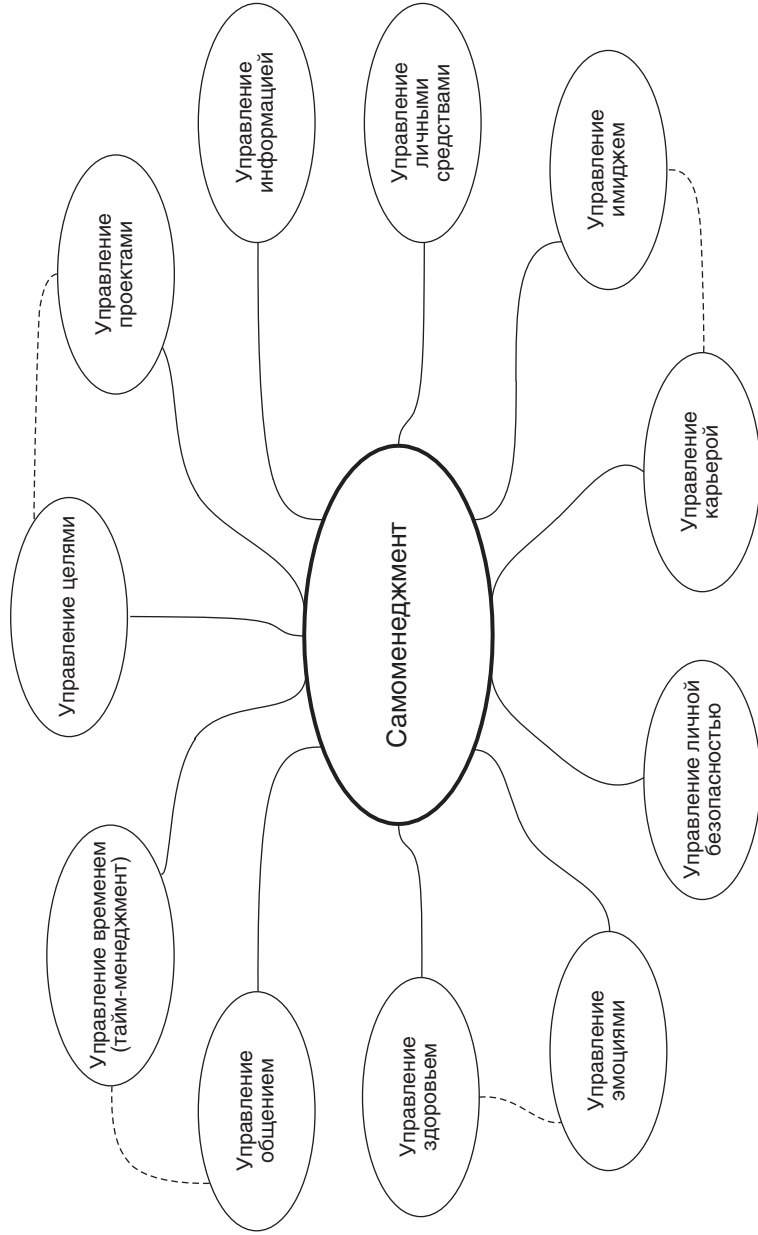 Управление временем
(тайм-менеджмент)
Управление целями
Управление
проектами
Управление
общением
Управление
информацией
Самоменеджмент
Управление
здоровьем
Управление
личными
средствами
Управление
эмоциями
Управление
имиджем
Управление личной
безопасностью
Управление
карьерой